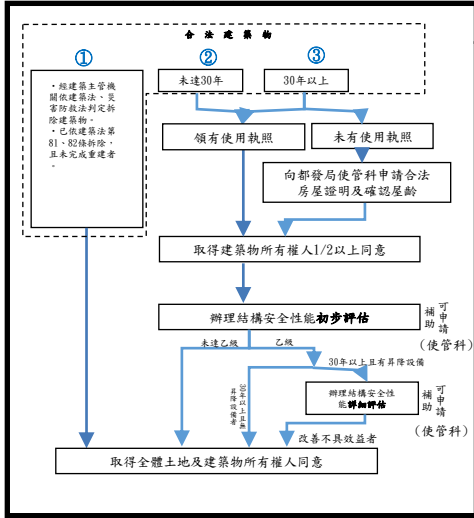 合法建築物
①
・經建築主管機
關依建築法、災
害防救法判定拆
除建築物。
・已依建築法第
81、82條拆除,
且未完成重建者
。
②
未達30年
③
30年以上
領有使用執照
未有使用執照
向都發局使管科申請合法
房屋證明及確認屋齡
取得建築物所有權人1/2以上同意
辦理結構安全性能初步評估
可申請
補助
(使管科)
未達乙級
乙級
30年以上且有昇降設備
30年以上且無
昇降設備者
辦理結構安全性
能詳細評估
可申請
補助
(使管科)
改善不具效益者
取得全體土地及建築物所有權人同意